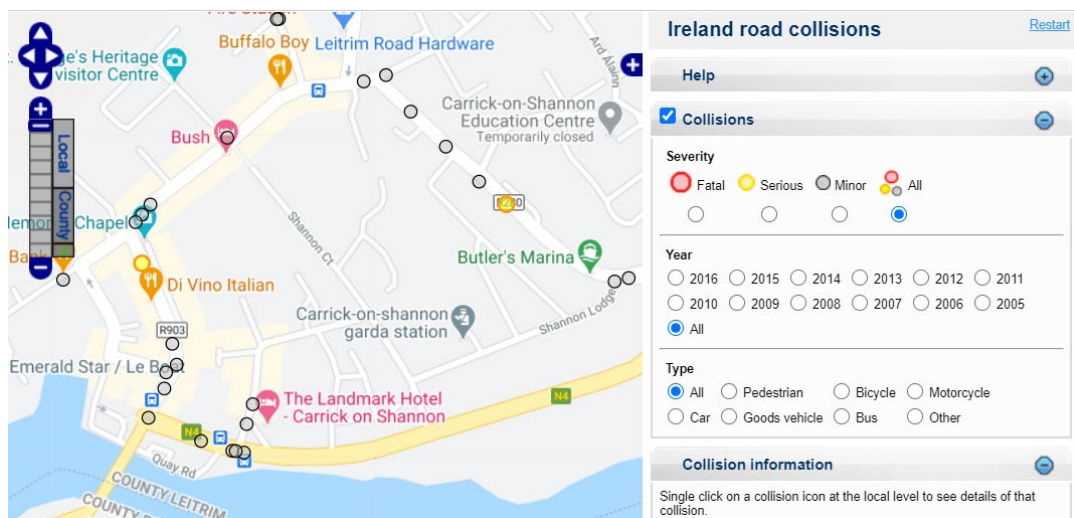 Buffalo Boy
Leitrim Road Hardware
's Heritage
visitor Centre
Ard Alainn
Carrick-on-Shannon
Education Centre
Temporarily closed
Bush
Local
County
Chapel
Shannon Ct
R280
Butler's Marina
Di Vino Italian
Carrick-on-shannon
garda station
Shannon Lodge
R903
Emerald Star / Le Boat
The Landmark Hotel
- Carrick on Shannon
N4
N4
Quay Rd
COUNTY LEITRIM
Ireland road collisions
Restart
Help
Collisions
Severity
Fatal Serious Minor All
Year
2016 2015 2014 2013 2012 2011
2010 2009 2008 2007 2006 2005
All
Type
All Pedestrian Bicycle Motorcycle
Car Goods vehicle Bus Other
Collision information
Single click on a collision icon at the local level to see details of that
collision.